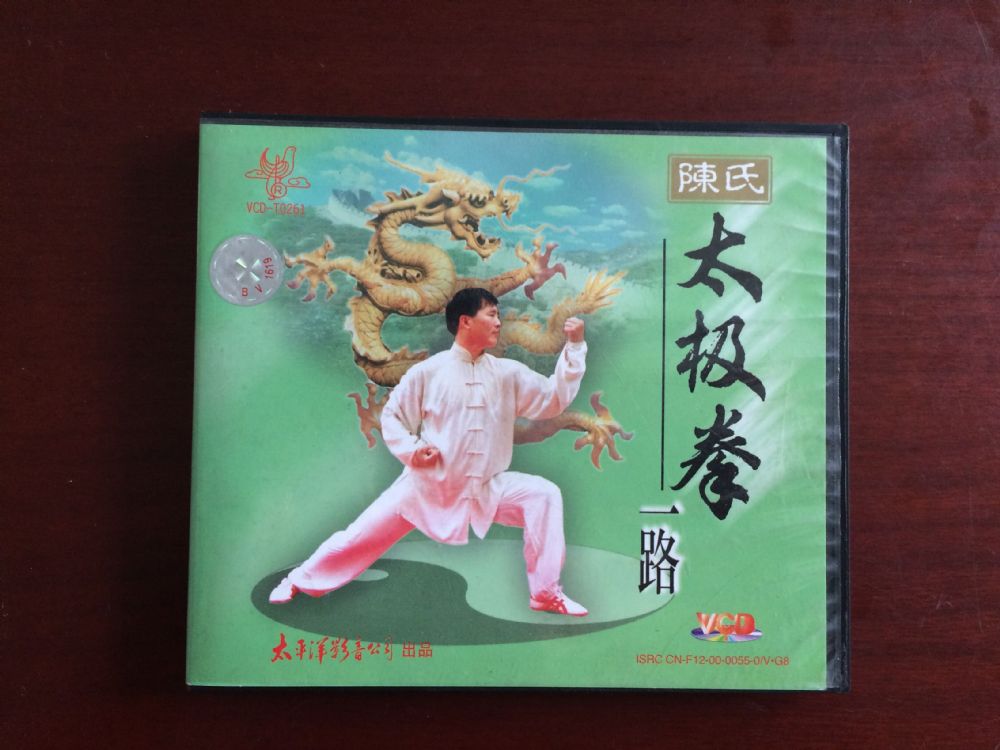 VCD-T0261
B V 1619
陳氏
太极拳
一路
VCD
太平洋影音公司 出品
ISRC CN-F12-00-0055-0/V·G8